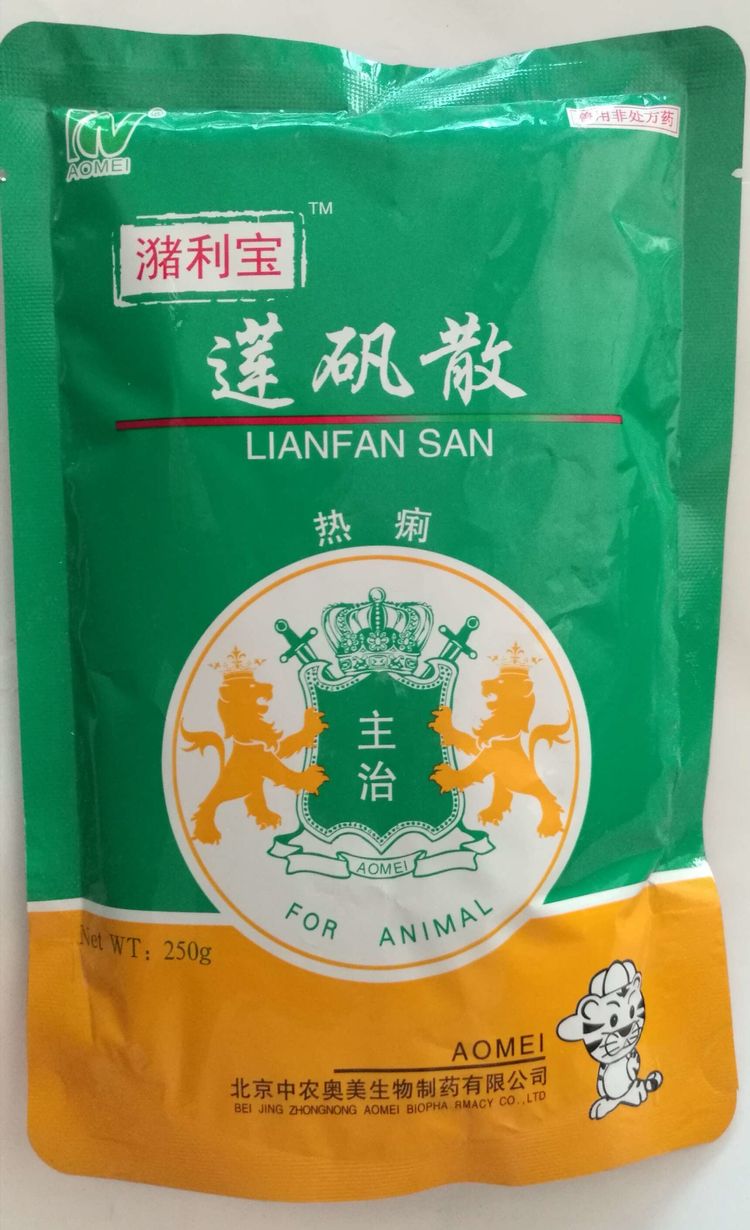 AOMEI
®
兽用非处方药
TM
潴利宝
莲矾散
LIANFAN SAN
热 痢
主
治
AOMEI
FOR ANIMAL
Net WT: 250g
AOMEI
北京中农奥美生物制药有限公司
BEI JING ZHONGNONG AOMEI BIOPHA RMACY CO.,LTD